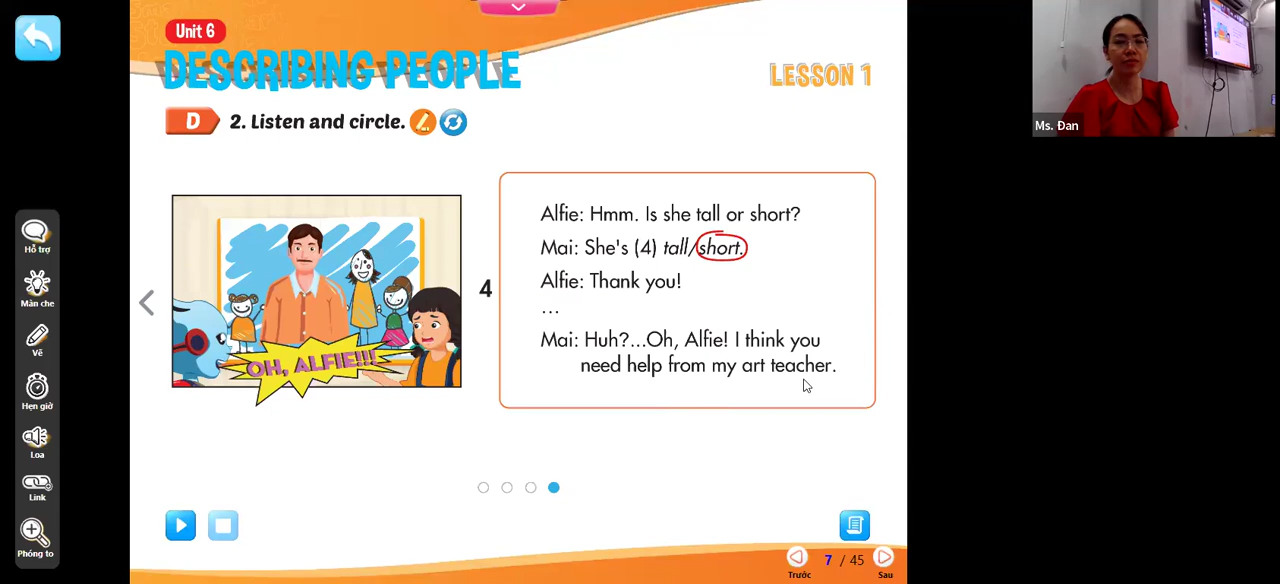 Unit 6
DESCRIBING PEOPLE
LESSON 1
D 2. Listen and circle.
Alfie: Hmm. Is she tall or short?
Mai: She's (4) tall/short.
Alfie: Thank you!
...
Mai: Huh?...Oh, Alfie! I think you
need help from my art teacher.
4
OH, ALFIE!!!
Hỗ trợ
Màn che
Vẽ
Hẹn giờ
Loa
Link
Phóng to
7 / 45
Trước
Sau
Ms. Đan